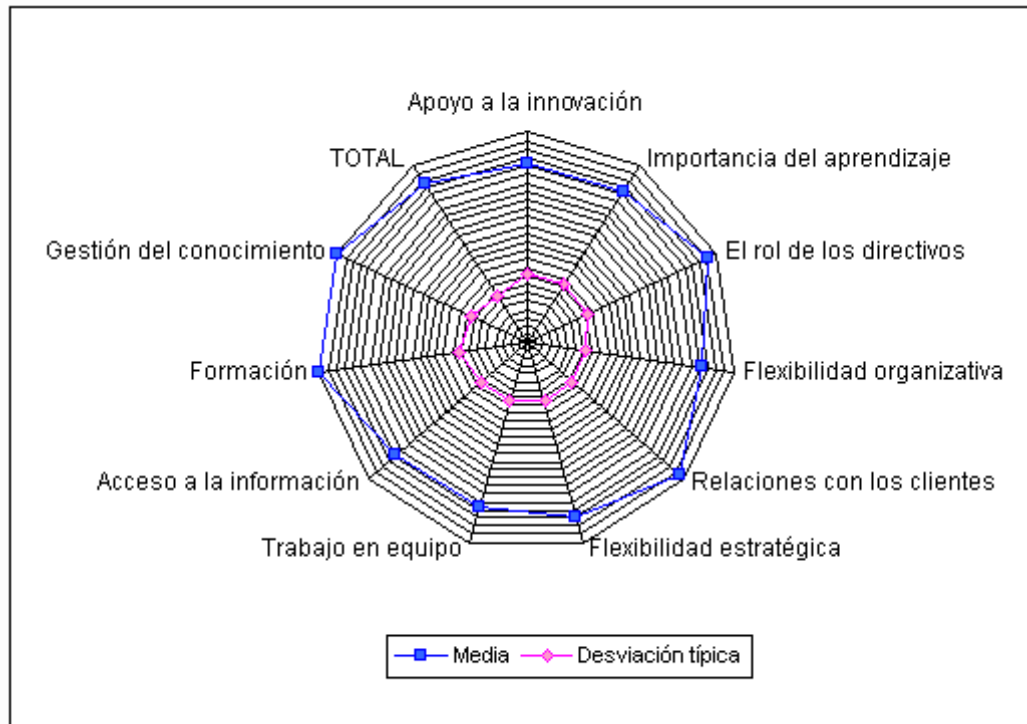 Apoyo a la innovación
TOTAL
Importancia del aprendizaje
Gestión del conocimiento
El rol de los directivos
Formación
Flexibilidad organizativa
Acceso a la información
Relaciones con los clientes
Trabajo en equipo
Flexibilidad estratégica
Media
Desviación típica